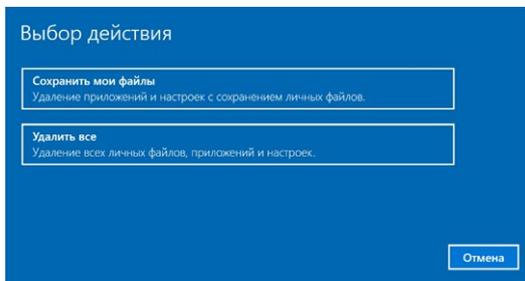 Выбор действия
Сохранить мои файлы
Удаление приложений и настроек с сохранением личных файлов.
Удалить все
Удаление всех личных файлов, приложений и настроек.
Отмена